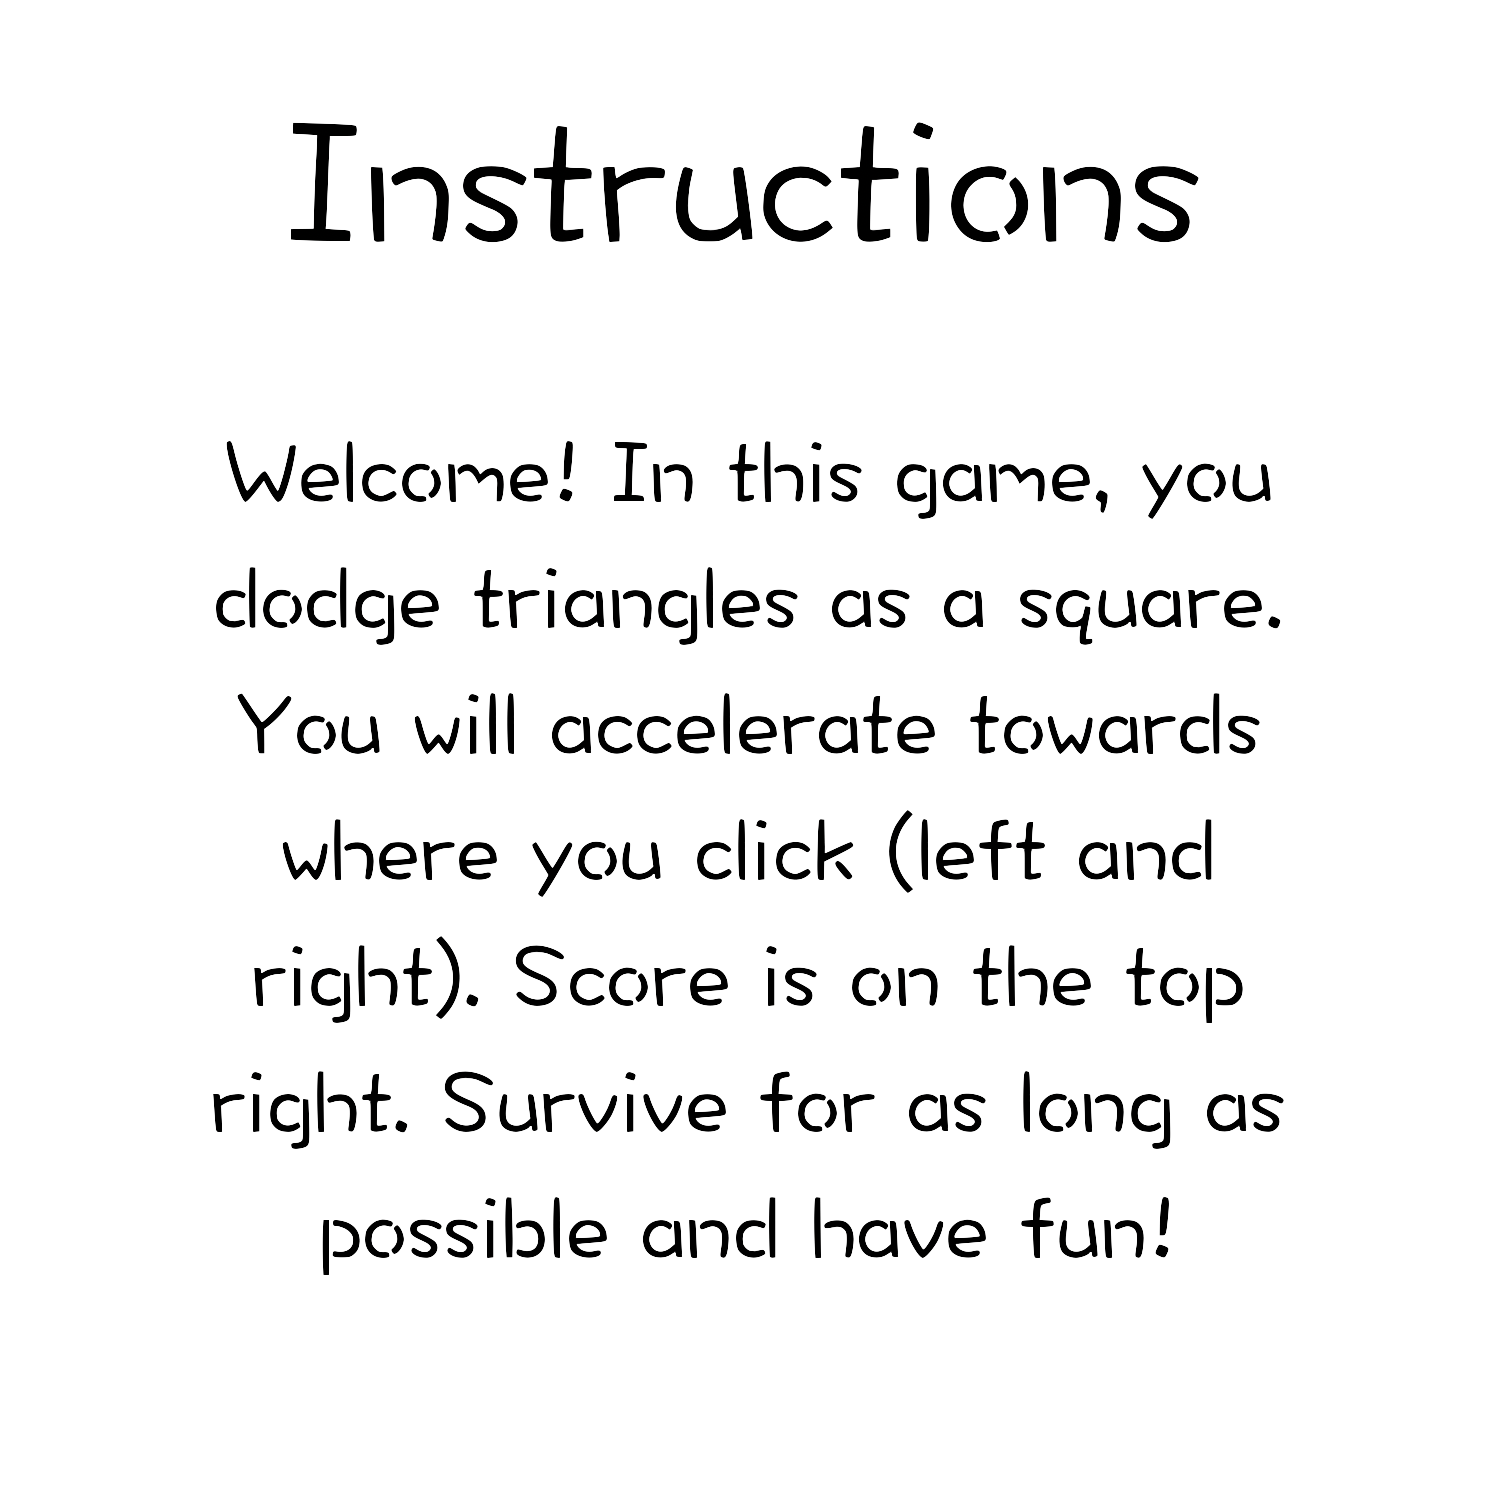 Instructions
Welcome! In this game, you
dodge triangles as a square.
You will accelerate towards
where you click (left and
right). Score is on the top
right. Survive for as long as
possible and have fun!